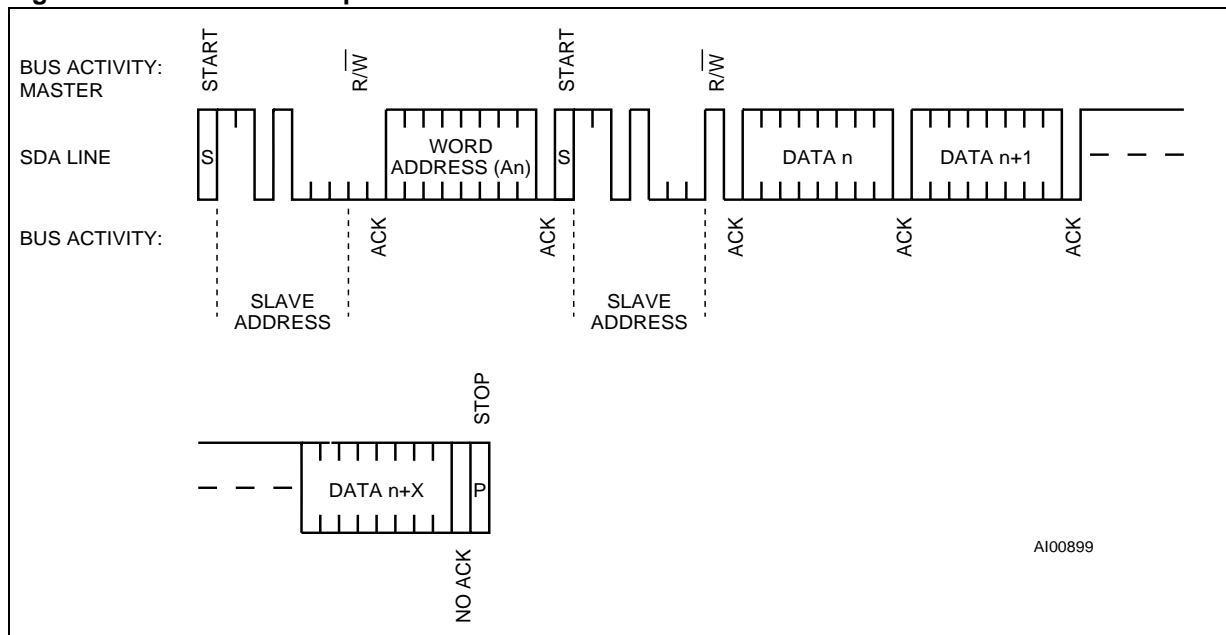 BUS ACTIVITY:
MASTER
START
R/W
START
R/W
SDA LINE
S
WORD
ADDRESS (An)
S
DATA n
DATA n+1
BUS ACTIVITY:
ACK
ACK
ACK
ACK
ACK
SLAVE
ADDRESS
SLAVE
ADDRESS
STOP
DATA n+X
P
NO ACK
AI00899